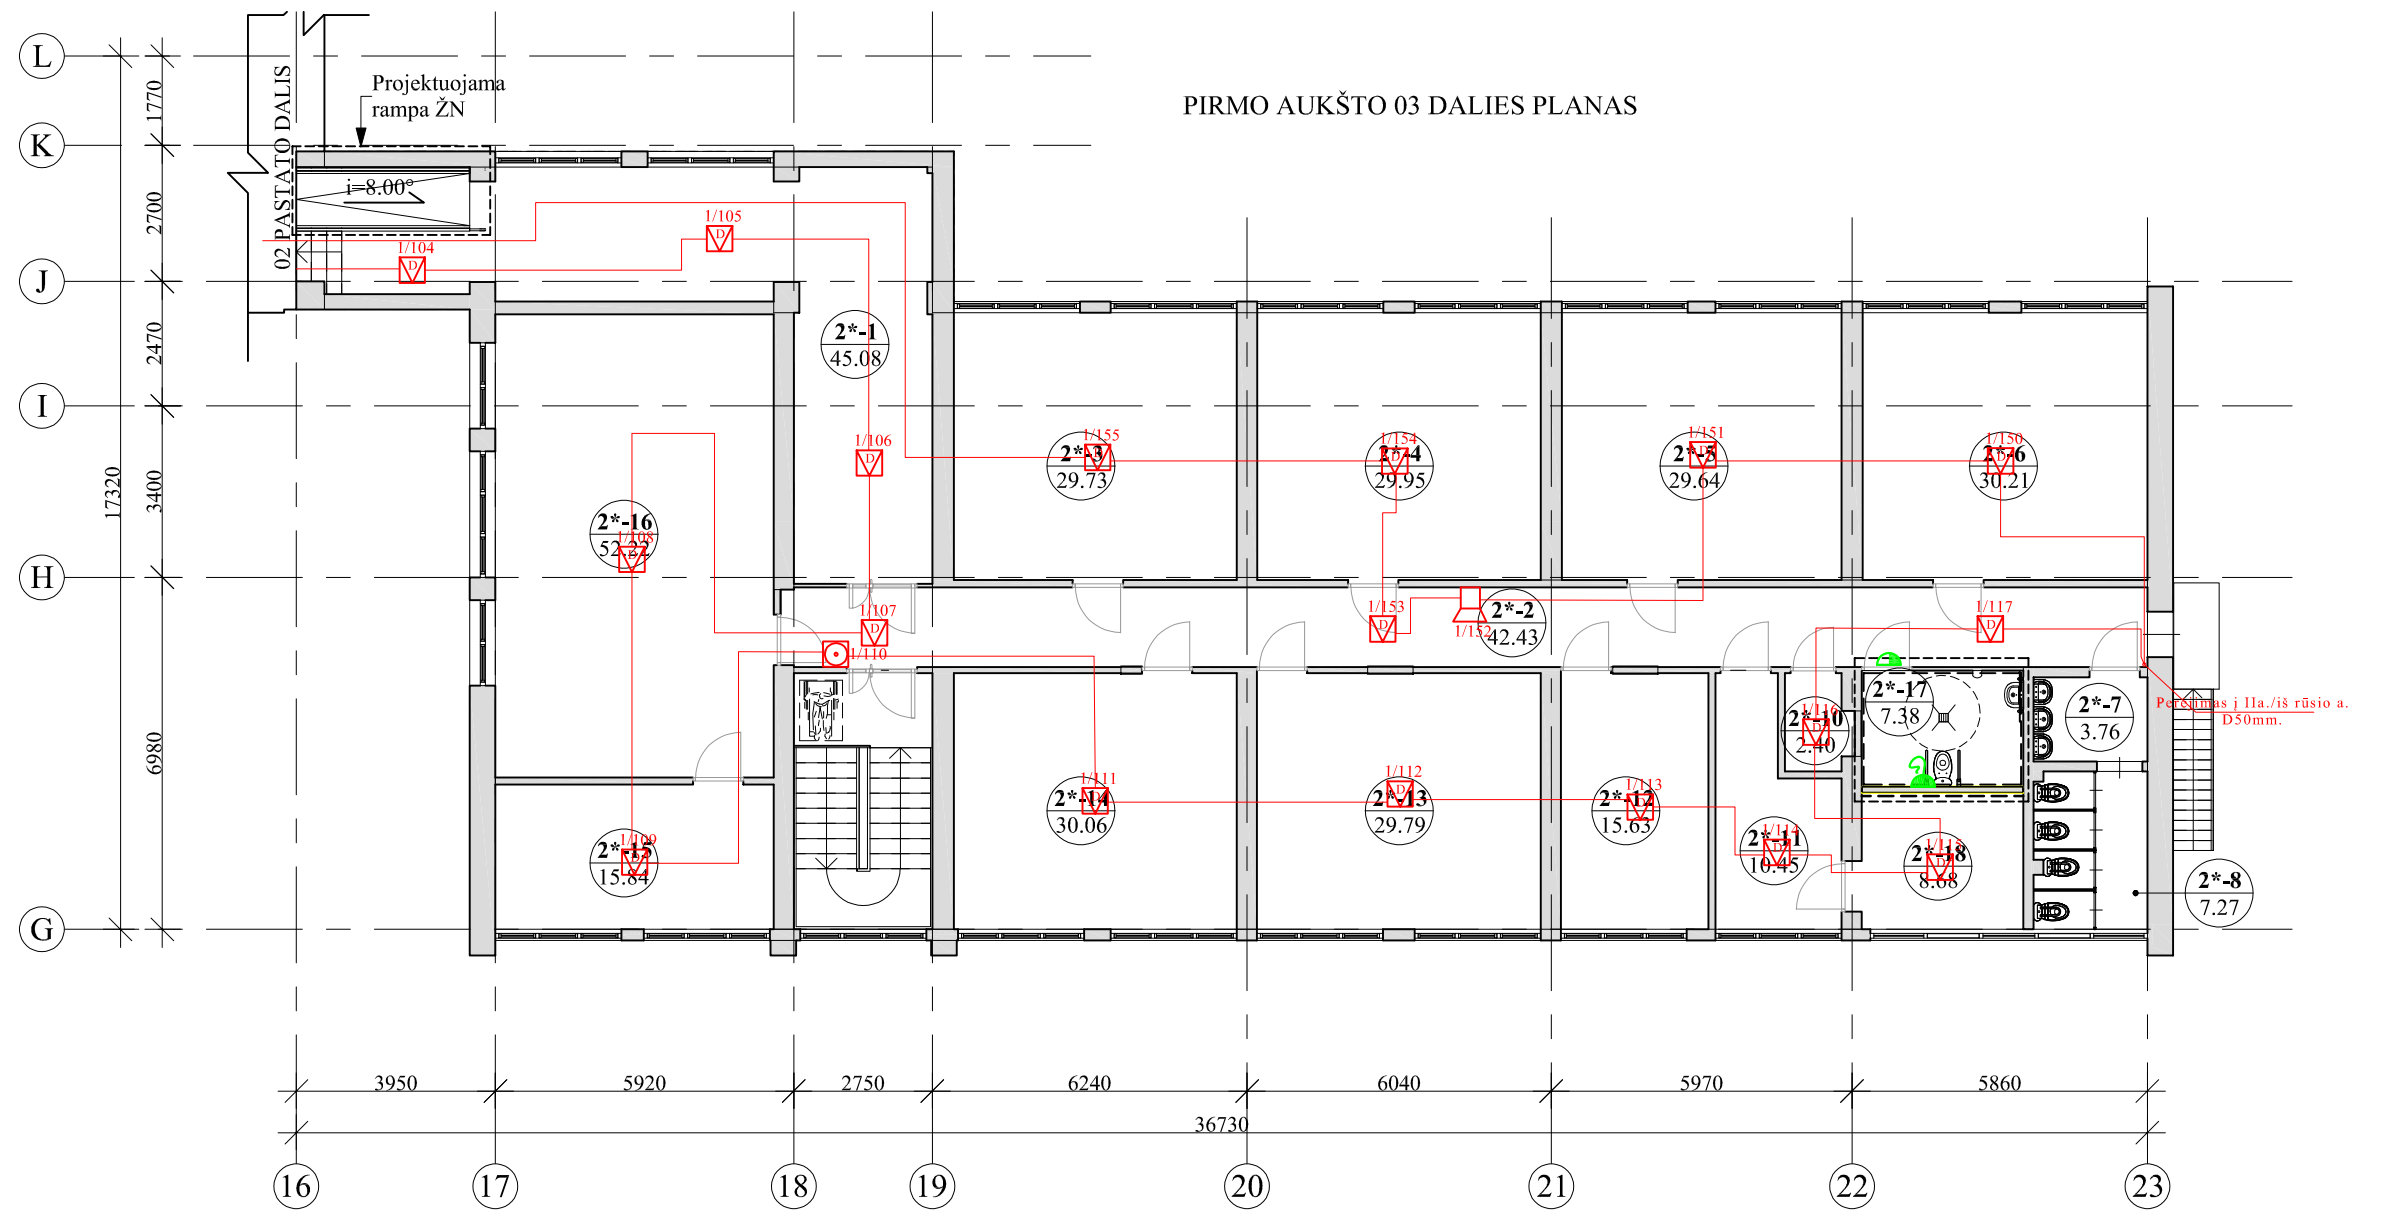 L
K
J
I
H
G
1770
2700
2470
3400
6980
17320
02 PASTATO DALIS
Projektuojama
rampa ŽN
i=8.00°
PIRMO AUKŠTO 03 DALIES PLANAS
1/104
D
1/105
D
2*-1
45.08
1/106
D
1/155
2*-3
D
29.73
1/154
2*-4
D
29.95
1/151
2*-5
D
29.64
1/150
2*-6
D
30.21
2*-16
1/108
52.22
D
1/107
D
1/110
1/153
D
1/152
2*-2
42.43
1/117
D
2*-17
7.38
2*-7
3.76
Perėjimas į IIa./iš rūsio a.
D50mm.
1/116
2*-10
D
2.40
1/111
2*-14
D
30.06
1/112
2*-13
D
29.79
1/113
2*-12
D
15.63
1/114
2*-11
D
10.45
1/115
2*-18
D
8.68
1/109
2*-15
D
15.84
2*-8
7.27
3950
5920
2750
6240
6040
5970
5860
36730
16
17
18
19
20
21
22
23